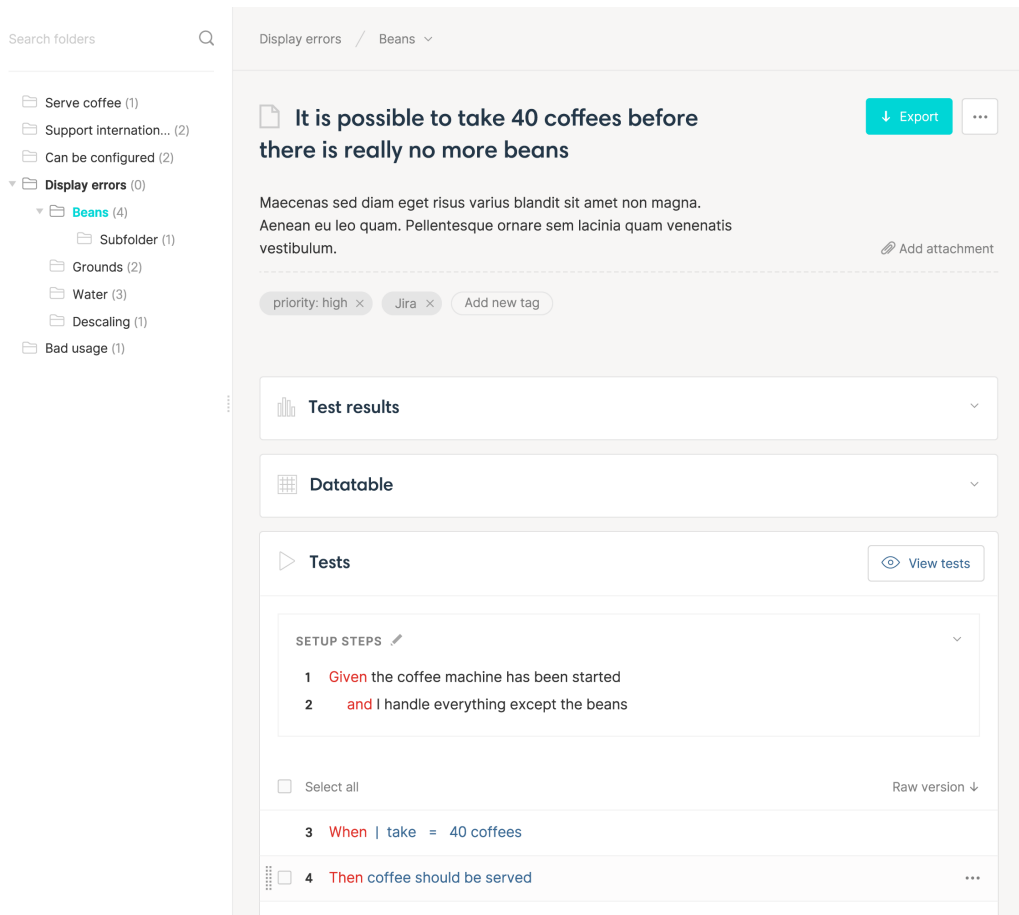 Search folders
Serve coffee (1)
Support internation... (2)
Can be configured (2)
Display errors (0)
Beans (4)
Subfolder (1)
Grounds (2)
Water (3)
Descaling (1)
Bad usage (1)
Display errors / Beans
It is possible to take 40 coffees before
there is really no more beans
Export
Maecenas sed diam eget risus varius blandit sit amet non magna.
Aenean eu leo quam. Pellentesque ornare sem lacinia quam venenatis
vestibulum.
Add attachment
priority: high × Jira × Add new tag
Test results
Datatable
Tests
View tests
SETUP STEPS
1 Given the coffee machine has been started
2 and I handle everything except the beans
Select all
Raw version ↓
3 When | take = 40 coffees
4 Then coffee should be served